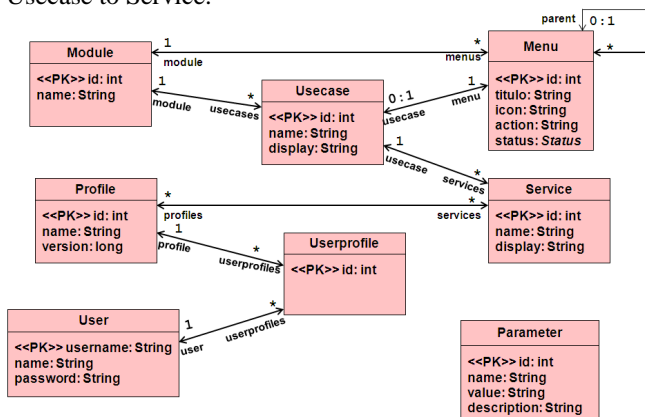 Usecase to Service.
parent 0:1
Module
<<PK>> id: int
name: String
1
module
*
menus
Menu
<<PK>> id: int
titulo: String
icon: String
action: String
status: Status
*
1
module
*
usecases
Usecase
<<PK>> id: int
name: String
display: String
0:1
usecase
1
menu
1
usecase
*
services
Profile
<<PK>> id: int
name: String
version: long
*
profiles
*
services
Service
<<PK>> id: int
name: String
display: String
1
profile
*
userprofiles
Userprofile
<<PK>> id: int
User
<<PK>> username: String
name: String
password: String
1
user
*
userprofiles
Parameter
<<PK>> id: int
name: String
value: String
description: String